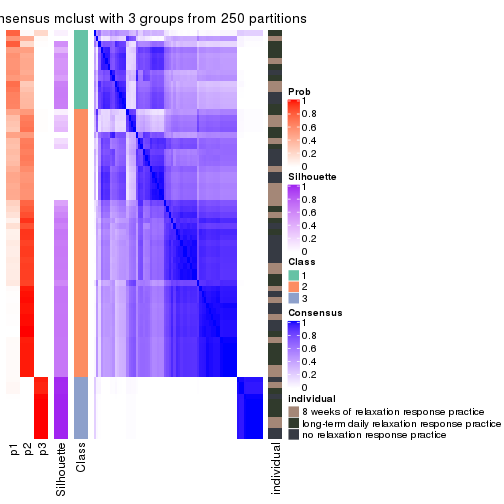 nsensus mclust with 3 groups from 250 partitions
Prob
1
0.8
0.6
0.4
0.2
0
Silhouette
1
0.8
0.6
0.4
0.2
0
Class
1
2
3
Consensus
1
0.8
0.6
0.4
0.2
0
individual
8 weeks of relaxation response practice
long-term daily relaxation response practice
no relaxation response practice
p1
p2
p3
Silhouette
Class
individual